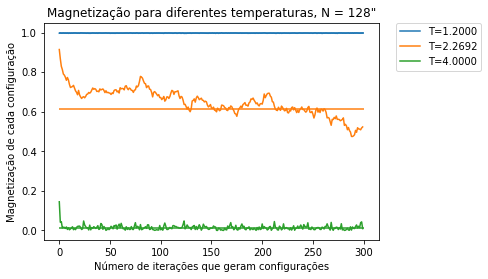 Magnetização para diferentes temperaturas, N = 128"
T=1.2000
T=2.2692
T=4.0000
Magnetização de cada configuração
1.0
0.8
0.6
0.4
0.2
0.0
0 50 100 150 200 250 300
Número de iterações que geram configurações